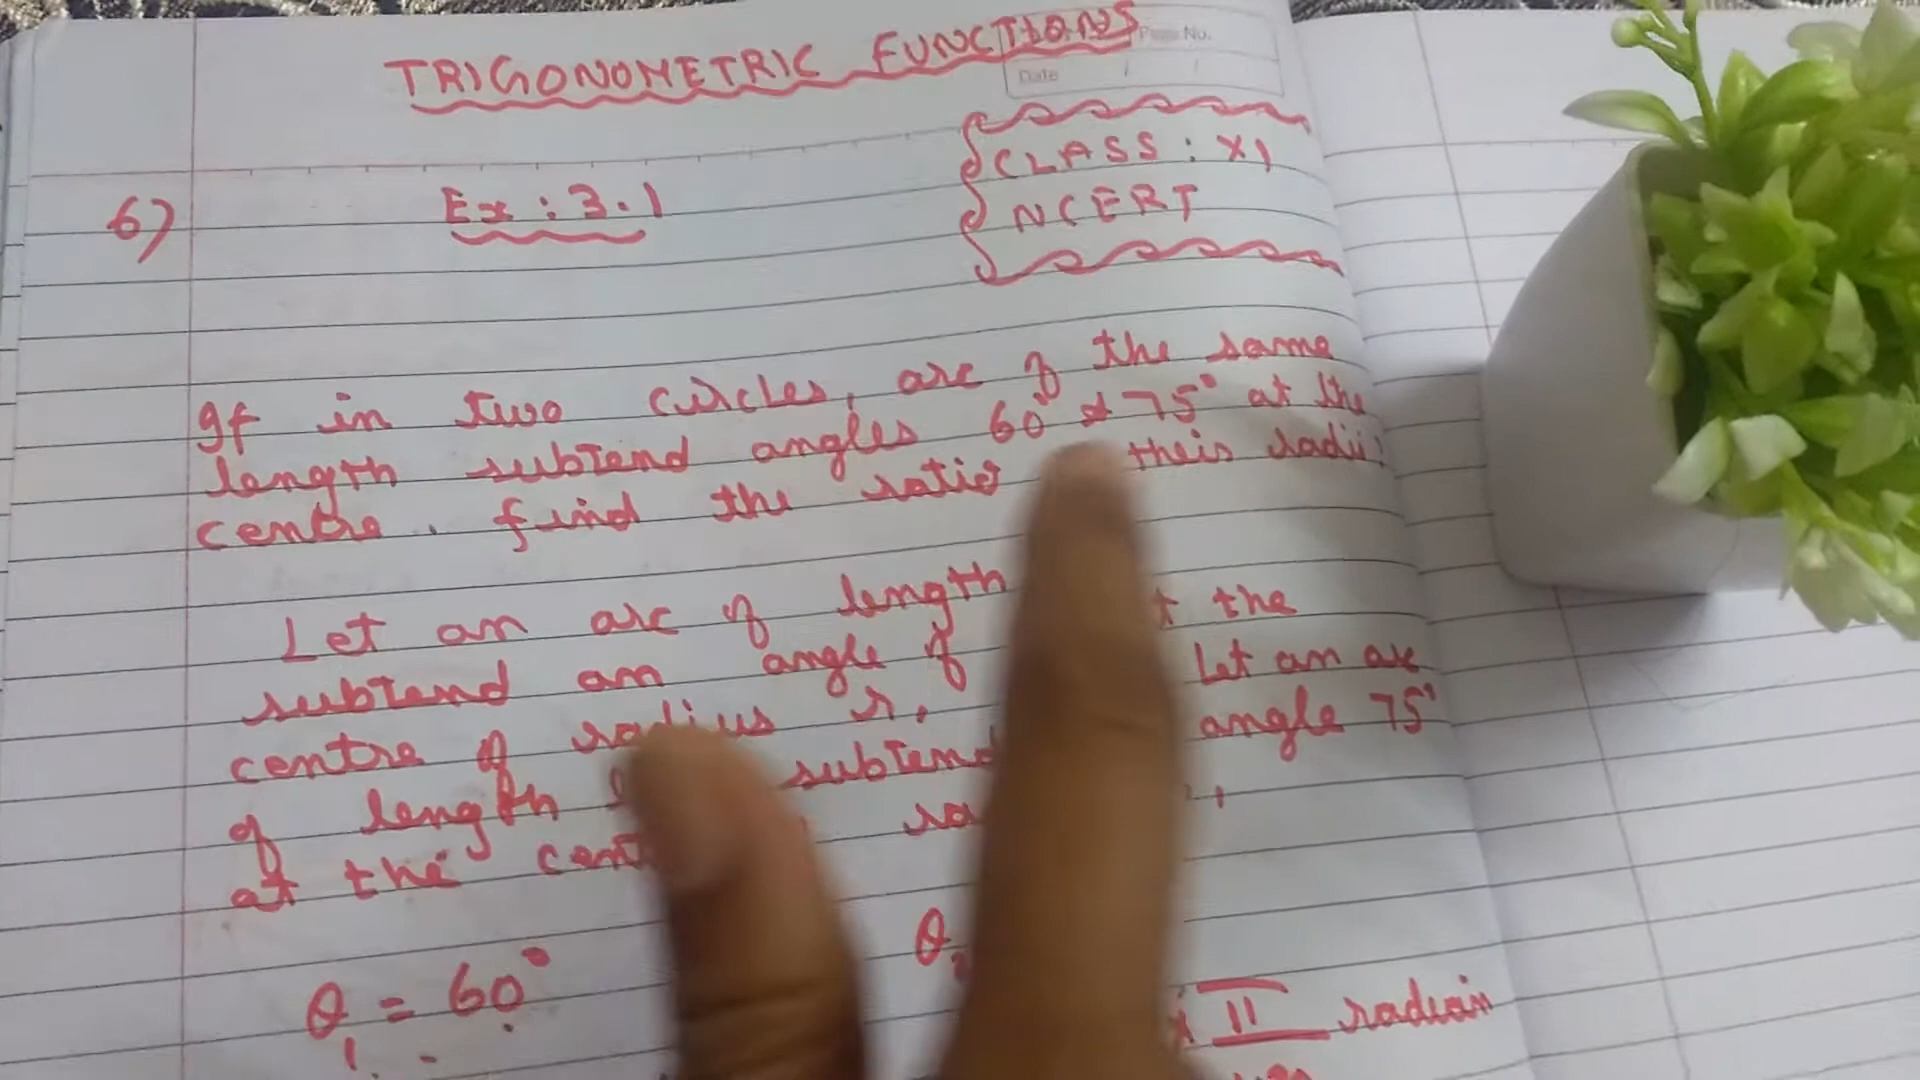 TRIGONOMETRIC FUNCTIONS
Page No.
Date / /
CLASS : XI
NCERT
6) Ex : 3.1
If in two circles, arc of the same
length subtend angles 60° & 75° at the
centre. find the ratio their radii?
Let an arc of length the
subtend an angle of Let an arc
centre of radius r,
of length subtend angle 75°
at the
θ1 = 60° θ
π radian